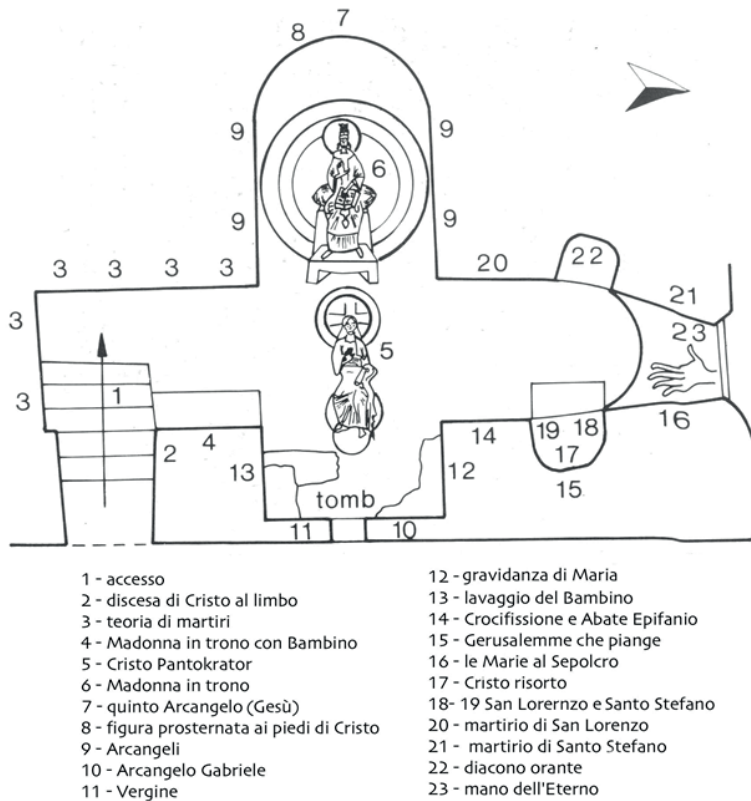 7
8
9
9
6
9
9
3 3 3 3
20
22
21
3
23
5
1
3
16
2
4
14
19 18
13
12
17
tomb
15
11
10
1 - accesso
2 - discesa di Cristo al limbo
3 - teoria di martiri
4 - Madonna in trono con Bambino
5 - Cristo Pantokrator
6 - Madonna in trono
7 - quinto Arcangelo (Gesù)
8 - figura prosternata ai piedi di Cristo
9 - Arcangeli
10 - Arcangelo Gabriele
11 - Vergine
12 - gravidanza di Maria
13 - lavaggio del Bambino
14 - Crocifissione e Abate Epifanio
15 - Gerusalemme che piange
16 - le Marie al Sepolcro
17 - Cristo risorto
18- 19 San Lorernzo e Santo Stefano
20 - martirio di San Lorenzo
21 - martirio di Santo Stefano
22 - diacono orante
23 - mano dell'Eterno